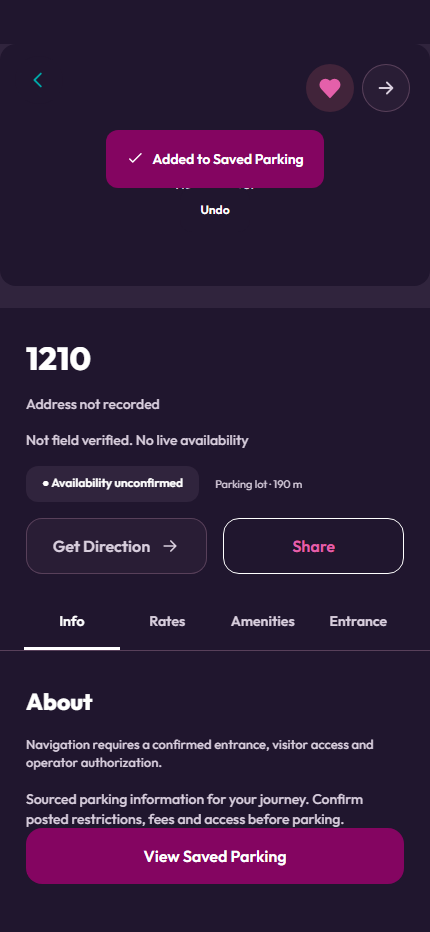 Added to Saved Parking
Undo
1210
Address not recorded
Not field verified. No live availability
• Availability unconfirmed
Parking lot · 190 m
Get Direction →
Share
Info
Rates
Amenities
Entrance
About
Navigation requires a confirmed entrance, visitor access and
operator authorization.
Sourced parking information for your journey. Confirm
posted restrictions, fees and access before parking.
View Saved Parking